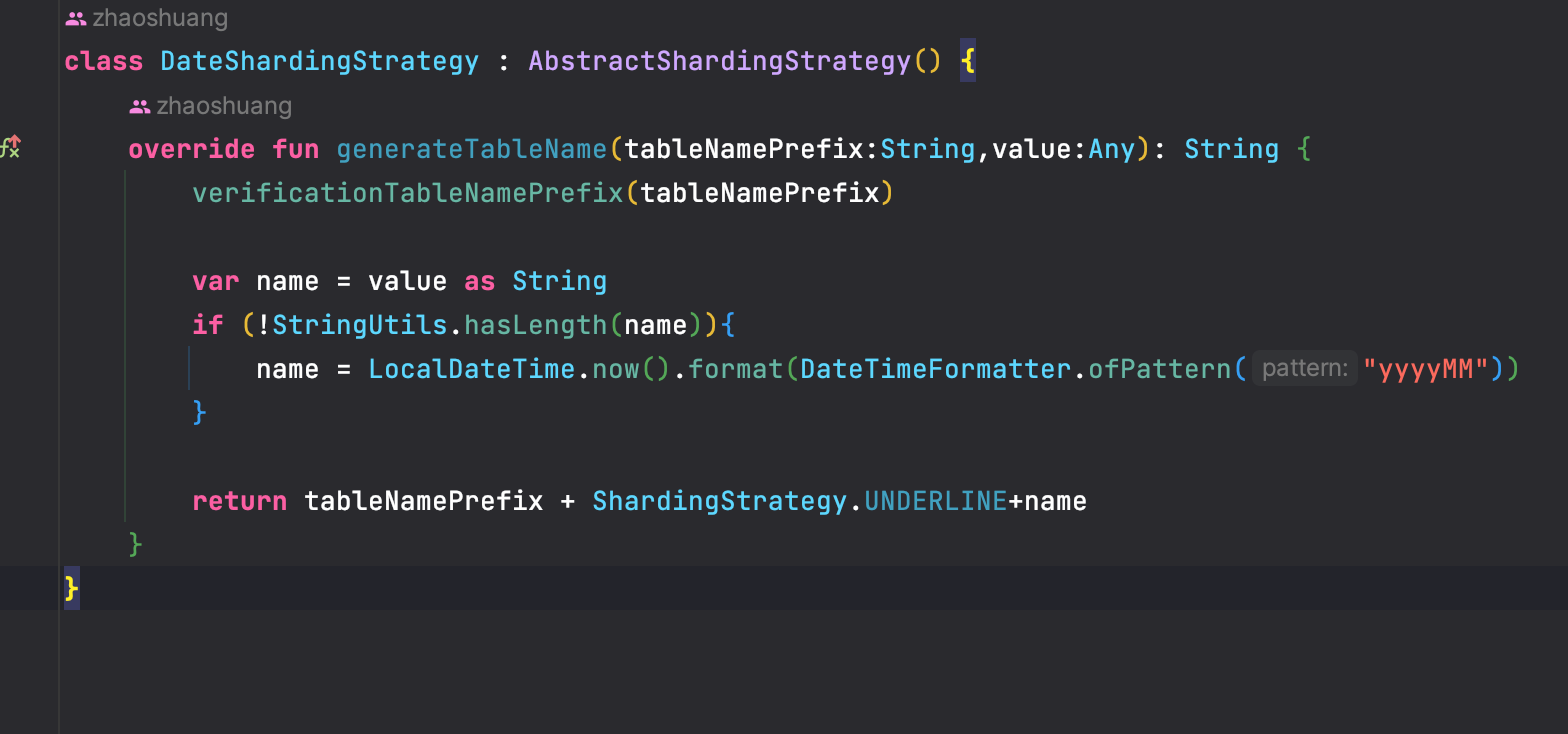 zhaoshuang
class DateShardingStrategy : AbstractShardingStrategy() {
zhaoshuang
override fun generateTableName(tableNamePrefix:String,value:Any): String {
verificationTableNamePrefix(tableNamePrefix)
var name = value as String
if (!StringUtils.hasLength(name)){
name = LocalDateTime.now().format(DateTimeFormatter.ofPattern( pattern: "yyyyMM"))
}
return tableNamePrefix + ShardingStrategy.UNDERLINE+name
}
}